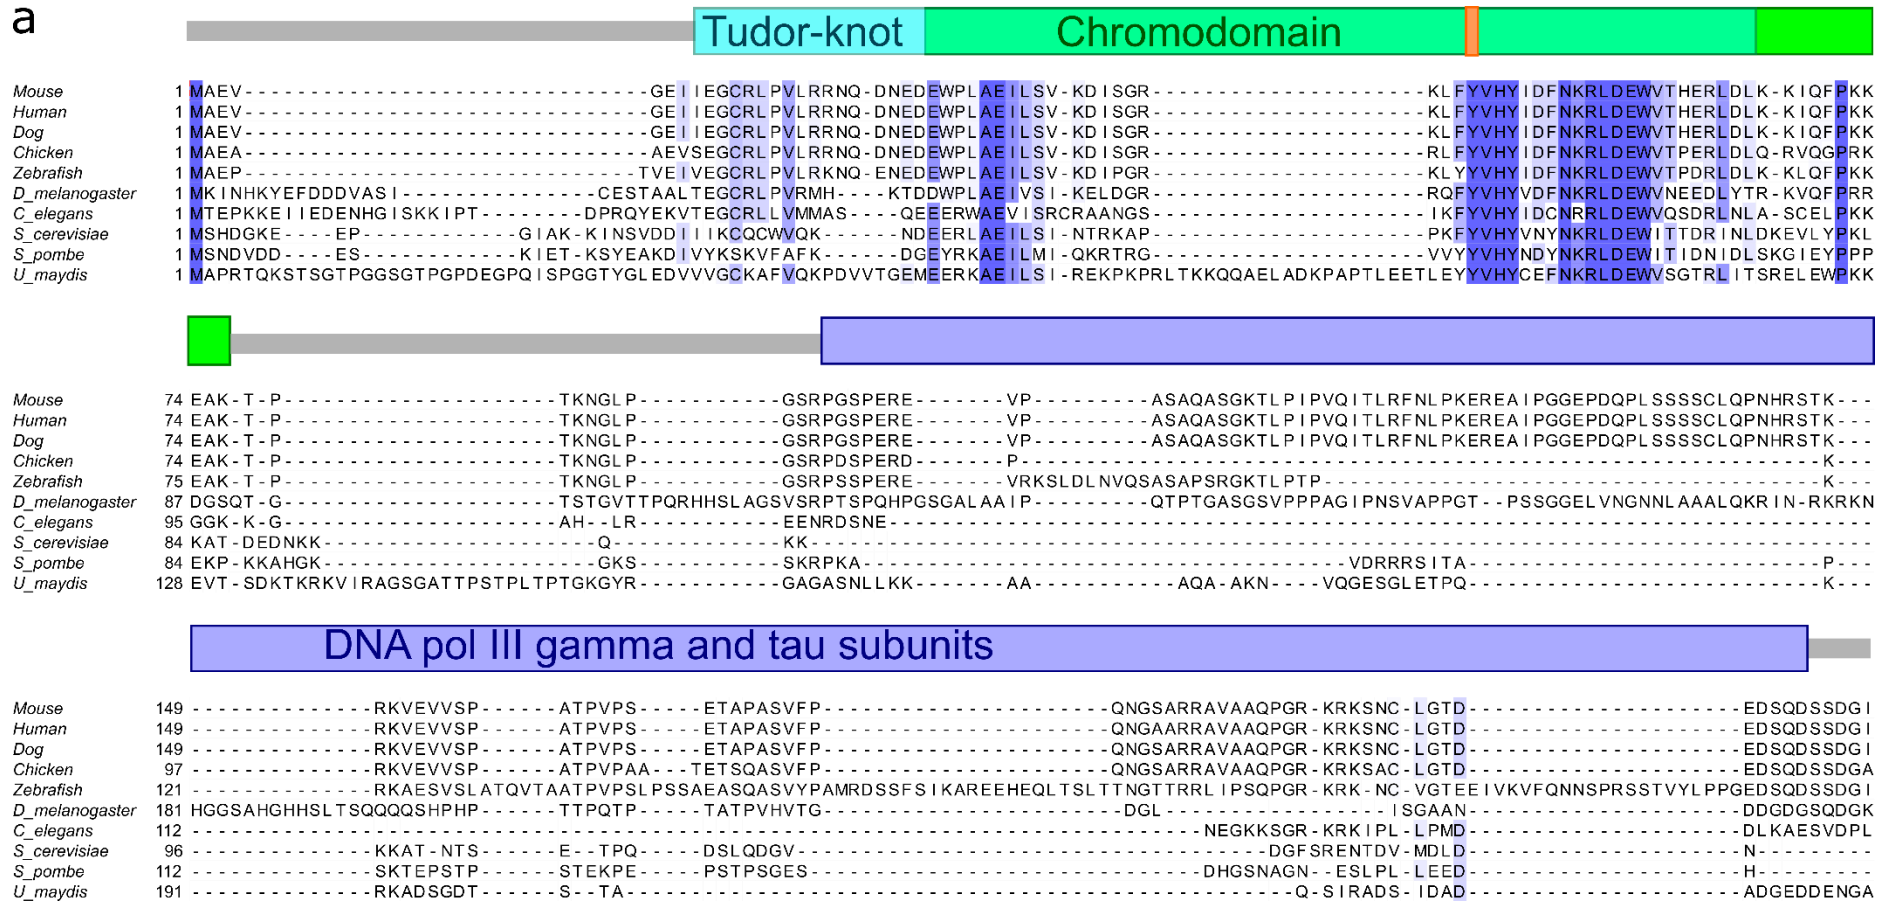 a
Tudor-knot Chromodomain
Mouse 1 MAEV-------------------------------GEIIEGCRLPVLRRNQ-DNEDEWPLAEILSV-KDISGR---------------------KLFYVHYIDFNKRLDEWVTHERLDLK-KIQFPKK
Human 1 MAEV-------------------------------GEIIEGCRLPVLRRNQ-DNEDEWPLAEILSV-KDISGR---------------------KLFYVHYIDFNKRLDEWVTHERLDLK-KIQFPKK
Dog 1 MAEV-------------------------------GEIIEGCRLPVLRRNQ-DNEDEWPLAEILSV-KDISGR---------------------KLFYVHYIDFNKRLDEWVTHERLDLK-KIQFPKK
Chicken 1 MAEA-------------------------------AEVSEGCRLPVLRRNQ-DNEDEWPLAEILSV-KDISGR---------------------RLFYVHYIDFNKRLDEWVTPERLDLQ-RVQGPRK
Zebrafish 1 MAEP-------------------------------TVEIVEGCRLPVLRKNQ-ENEDEWPLAEILSV-KDIPGR---------------------KLYYVHYIDFNKRLDEWVTPDRLDLK-KLQFPKK
D_melanogaster 1 MKINHKYEFDDDVASI---------------CESTAALTEGCRLPVRMH---KTDDWPLAEIVSI-KELDGR---------------------RQFYVHYVDFNKRLDEWVNEEDLYTR-KVQFPRR
C_elegans 1 MTEPKKEIIEDENHGISKKIPT--------DPRQYEKVTEGCRLLVMMAS----QEEERWAEVISRCRAANGS---------------------IKFYVHYIDCNRRLDEWVQSDRLNLA-SCELPKK
S_cerevisiae 1 MSHDGKE----EP------------GIAK-KINSVDDIIIKCQCWVQK------NDEERLAEILSI-NTRKAP---------------------PKFYVHYVNYNKRLDEWITTDRINLDKEVLYPKL
S_pombe 1 MSNDVDD----ES------------KIET-KSYEAKDIVYKSKVFAFK------DGEYRKAEILMI-QKRTRG---------------------VVYYVHYNDYNKRLDEWITIDNIDLSKGIEYPPP
U_maydis 1 MAPRTQKSTSGTPGGSGTPGPDEGPQISPGGTYGLEDVVVGCKAFVQKPDVVTGEMEERKAEILSI-REKPKPRLTKKQQAELADKPAPTLEETLEYYVHYCEFNKRLDEWVSGTRLITSRELEWPKK
Mouse 74 EAK-T-P---------------------TKNGLP-----------GSRPGSPERE-------VP---------ASAQASGKTLPIPVQITLRFNLPKEREAIPGGEPDQPLSSSSCLQPNHRSTK---
Human 74 EAK-T-P---------------------TKNGLP-----------GSRPGSPERE-------VP---------ASAQASGKTLPIPVQITLRFNLPKEREAIPGGEPDQPLSSSSCLQPNHRSTK---
Dog 74 EAK-T-P---------------------TKNGLP-----------GSRPGSPERE-------VP---------ASAQASGKTLPIPVQITLRFNLPKEREAIPGGEPDQPLSSSSCLQPNHRSTK---
Chicken 74 EAK-T-P---------------------TKNGLP-----------GSRPDSPERD-------P--------------------------------------------------------------K---
Zebrafish 75 EAK-T-P---------------------TKNGLP-----------GSRPSSPERE-------VRKSLDLNVQSASAPSRGKTLPTP--------------------------------------K---
D_melanogaster 87 DGSQT-G---------------------TSTGVTTPQRHHSLAGSVSRPTSPQHPGSGALAAIP---------QTPTGASGSVPPPAGIPNSVAPPGT--PSSGGELVNGNNLAAALQKRIN-RKRKN
C_elegans 95 GGK-K-G---------------------AH--LR-----------EENRDSNE---------------------------------------------------------------------------
S_cerevisiae 84 KAT-DEDNKK---------------------Q-------------KK---------------------------------------------------------------------------------
S_pombe 84 EKP-KKAHGK---------------------GKS-----------SKRPKA-------------------------------------VDRRRSITA---------------------------P---
U_maydis 128 EVT-SDKTKRKVIRAGSGATTPSTPLTPTGKGYR-----------GAGASNLLKK-------AA-----------AQA-AKN----VQGESGLETPQ---------------------------K---
DNA pol III gamma and tau subunits
Mouse 149 --------------RKVEVVSP------ATPVPS-----ETAPASVFP----------------------QNGSARRAVAAQPGR-KRKSNC-LGTD---------------------EDSQDSSDGI
Human 149 --------------RKVEVVSP------ATPVPS-----ETAPASVFP----------------------QNGAARRAVAAQPGR-KRKSNC-LGTD---------------------EDSQDSSDGI
Dog 149 --------------RKVEVVSP------ATPVPS-----ETAPASVFP----------------------QNGSARRAVAAQPGR-KRKSNC-LGTD---------------------EDSQDSSDGI
Chicken 97 --------------RKVEVVSP------ATPVPAA---TETSQASVFP----------------------QNGSARRAVAAQPGR-KRKSAC-LGTD---------------------EDSQDSSDGA
Zebrafish 121 --------------RKAESVSLATQVTAATPVPSLPSSAEASQASVYPAMRDSSFSIKAREEHEQLTSLTTNGTTRRLIPSQPGR-KRK-NC-VGTEEIVKVFQNNSPRSSTVYLPPGEDSQDSSDGI
D_melanogaster 181 HGGSAHGHHSLTSQQQQSHPHP------TTPQTP-----TATPVHVTG-----------------------DGL------------------ISGAAN---------------------DDGDGSQDGK
C_elegans 112 -----------------------------------------------------------------------------NEGKKSGR-KRKIPL-LPMD---------------------DLKAESVDPL
S_cerevisiae 96 --------------KKAT-NTS------E--TPQ-----DSLQDGV------------------------------------DGFSRENTDV-MDLD---------------------N---------
S_pombe 112 --------------SKTEPSTP------STEKPE-----PSTPSGES------------------------------DHGSNAGN--ESLPL-LEED---------------------H---------
U_maydis 191 --------------RKADSGDT------S--TA----------------------------------------------------Q-SIRADS-IDAD---------------------ADGEDDENGA